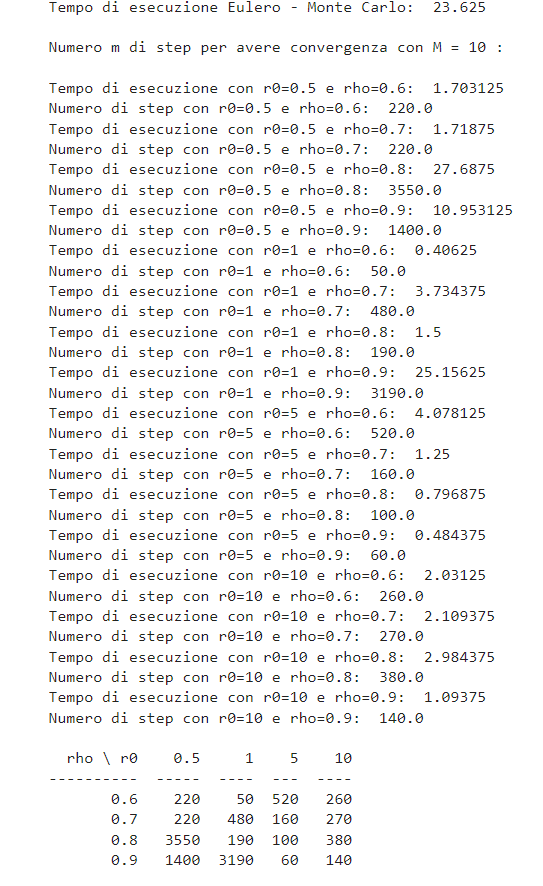 Tempo di esecuzione Eulero - Monte Carlo:  23.625
Numero m di step per avere convergenza con M = 10 :
Tempo di esecuzione con r0=0.5 e rho=0.6:  1.703125
Numero di step con r0=0.5 e rho=0.6:  220.0
Tempo di esecuzione con r0=0.5 e rho=0.7:  1.71875
Numero di step con r0=0.5 e rho=0.7:  220.0
Tempo di esecuzione con r0=0.5 e rho=0.8:  27.6875
Numero di step con r0=0.5 e rho=0.8:  3550.0
Tempo di esecuzione con r0=0.5 e rho=0.9:  10.953125
Numero di step con r0=0.5 e rho=0.9:  1400.0
Tempo di esecuzione con r0=1 e rho=0.6:  0.40625
Numero di step con r0=1 e rho=0.6:  50.0
Tempo di esecuzione con r0=1 e rho=0.7:  3.734375
Numero di step con r0=1 e rho=0.7:  480.0
Tempo di esecuzione con r0=1 e rho=0.8:  1.5
Numero di step con r0=1 e rho=0.8:  190.0
Tempo di esecuzione con r0=1 e rho=0.9:  25.15625
Numero di step con r0=1 e rho=0.9:  3190.0
Tempo di esecuzione con r0=5 e rho=0.6:  4.078125
Numero di step con r0=5 e rho=0.6:  520.0
Tempo di esecuzione con r0=5 e rho=0.7:  1.25
Numero di step con r0=5 e rho=0.7:  160.0
Tempo di esecuzione con r0=5 e rho=0.8:  0.796875
Numero di step con r0=5 e rho=0.8:  100.0
Tempo di esecuzione con r0=5 e rho=0.9:  0.484375
Numero di step con r0=5 e rho=0.9:  60.0
Tempo di esecuzione con r0=10 e rho=0.6:  2.03125
Numero di step con r0=10 e rho=0.6:  260.0
Tempo di esecuzione con r0=10 e rho=0.7:  2.109375
Numero di step con r0=10 e rho=0.7:  270.0
Tempo di esecuzione con r0=10 e rho=0.8:  2.984375
Numero di step con r0=10 e rho=0.8:  380.0
Tempo di esecuzione con r0=10 e rho=0.9:  1.09375
Numero di step con r0=10 e rho=0.9:  140.0
  rho \ r0    0.5     1    5    10
----------  -----  ----  ---  ----
       0.6    220    50  520   260
       0.7    220   480  160   270
       0.8   3550   190  100   380
       0.9   1400  3190   60   140